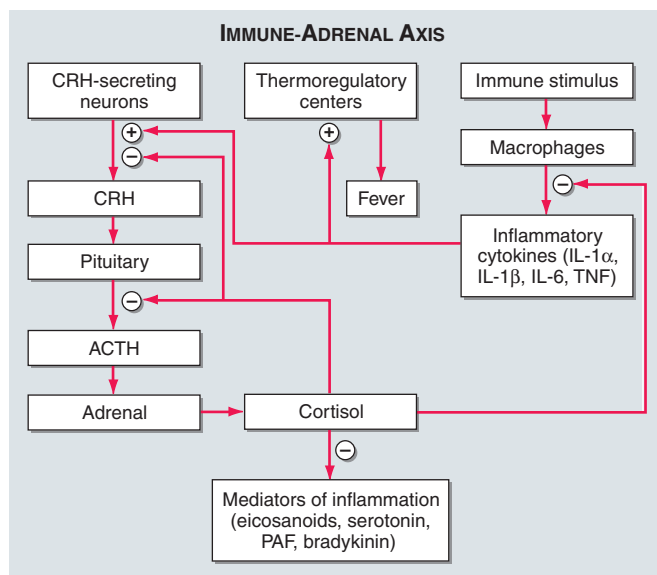 IMMUNE-ADRENAL AXIS
CRH-secreting
neurons
Thermoregulatory
centers
Immune stimulus
+
−
+
Macrophages
−
CRH
Fever
Inflammatory
cytokines (IL-1α,
IL-1β, IL-6, TNF)
Pituitary
−
ACTH
Adrenal
Cortisol
−
Mediators of inflammation
(eicosanoids, serotonin,
PAF, bradykinin)